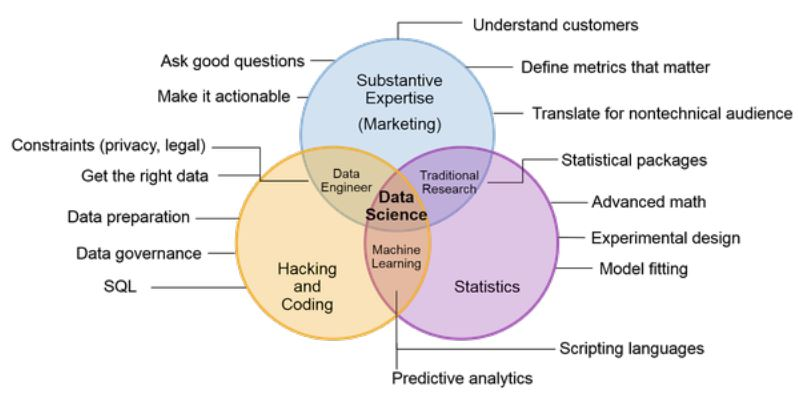 Understand customers
Ask good questions
Define metrics that matter
Substantive
Expertise
(Marketing)
Make it actionable
Translate for nontechnical audience
Constraints (privacy, legal)
Statistical packages
Get the right data
Data
Engineer
Traditional
Research
Data
Science
Advanced math
Data preparation
Experimental design
Data governance
Machine
Learning
Model fitting
Hacking
and
Coding
Statistics
SQL
Scripting languages
Predictive analytics